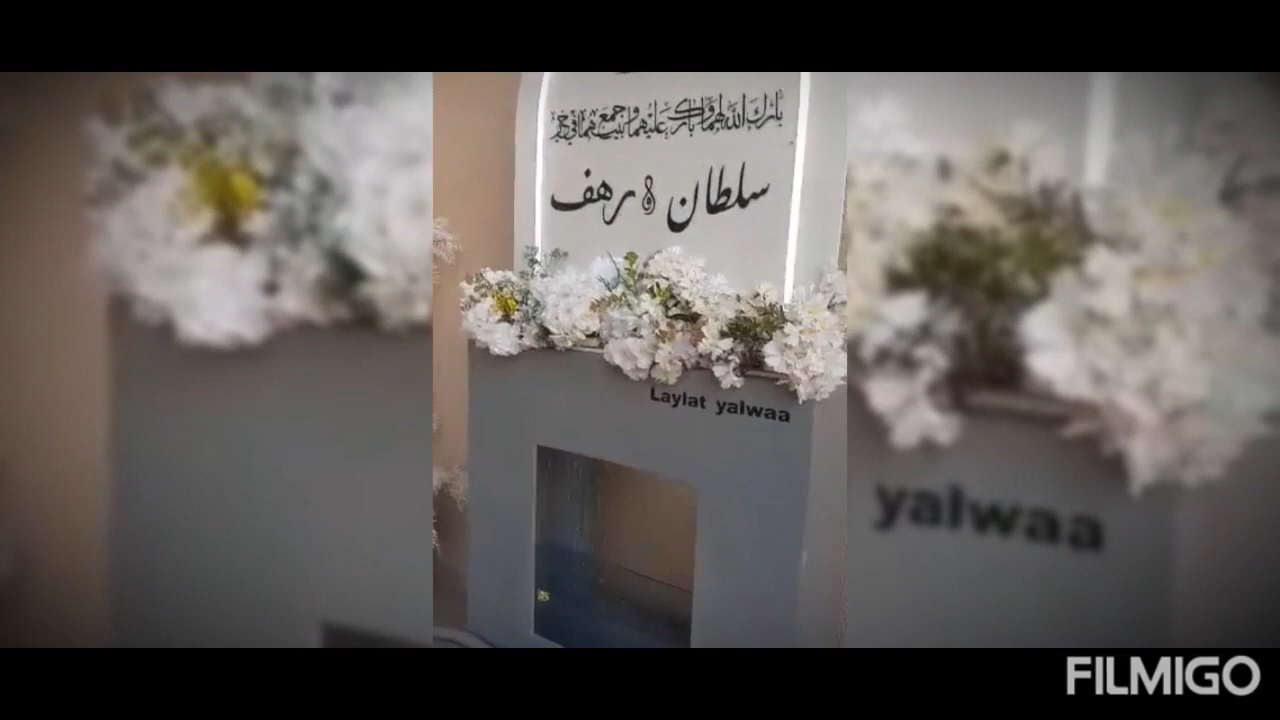 بارك الله لهما وبارك عليهما وجمع بينهما في خير
سلطان & رهف
Laylat yalwaa
yalwaa
FILMIGO